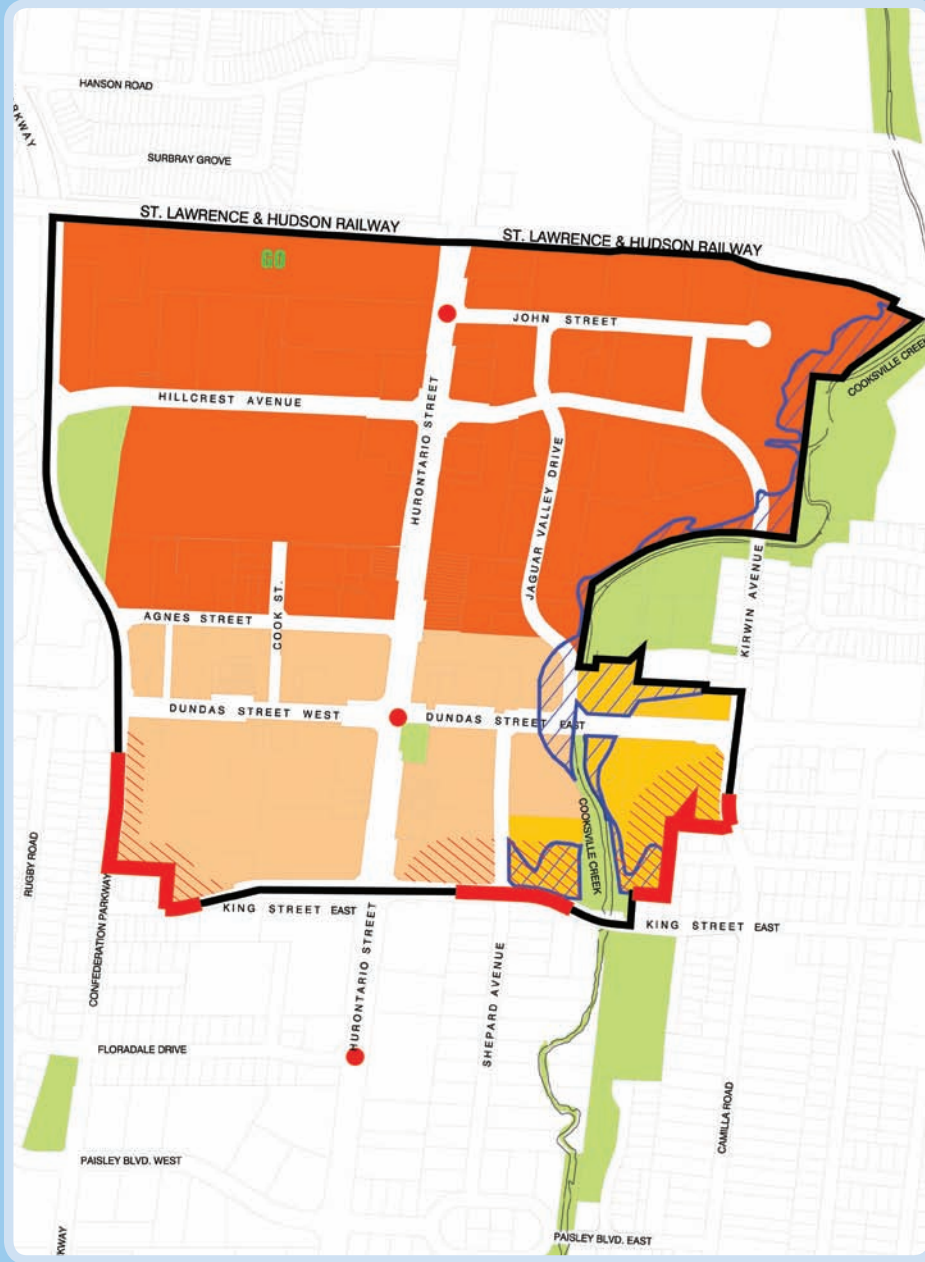 HANSON ROAD
RKWAY
SURBRAY GROVE
ST. LAWRENCE & HUDSON RAILWAY
ST. LAWRENCE & HUDSON RAILWAY
GO
JOHN STREET
COOKSVILLE CREEK
HILLCREST AVENUE
HURONTARIO STREET
JAGUAR VALLEY DRIVE
KIRWIN AVENUE
AGNES STREET
COOK ST.
DUNDAS STREET WEST
DUNDAS STREET EAST
COOKSVILLE CREEK
RUGBY ROAD
CONFEDERATION PARKWAY
KING STREET EAST
KING STREET EAST
HURONTARIO STREET
SHEPARD AVENUE
FLORADALE DRIVE
CAMILLA ROAD
PAISLEY BLVD. WEST
KWAY
PAISLEY BLVD. EAST